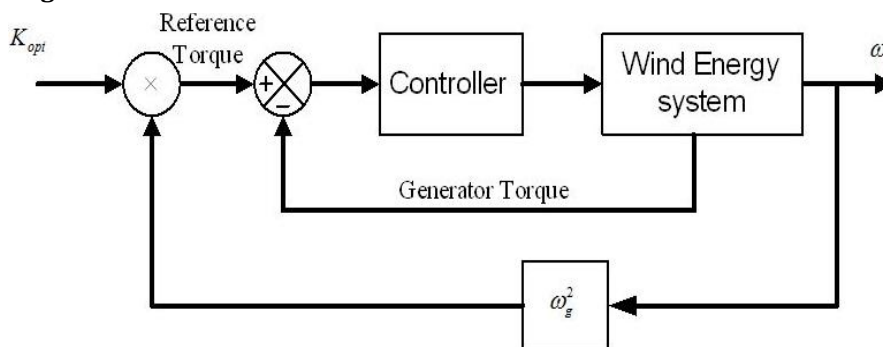 K_opt
Reference
Torque
×
+
−
Controller
Wind Energy
system
ω
Generator Torque
ω_g^2